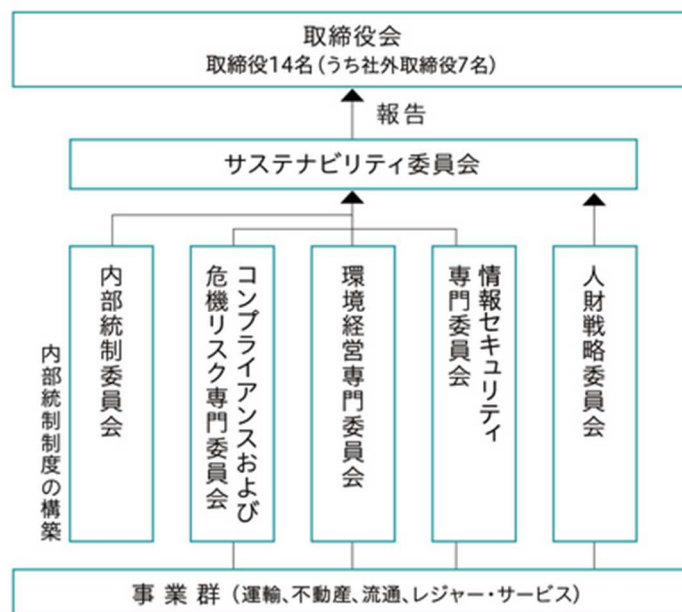 取締役会
取締役14名（うち社外取締役7名）
報告
サステナビリティ委員会
内部統制制度の構築
内部統制委員会
コンプライアンスおよび
危機リスク専門委員会
環境経営専門委員会
情報セキュリティ
専門委員会
人財戦略委員会
事業群（運輸、不動産、流通、レジャー・サービス）